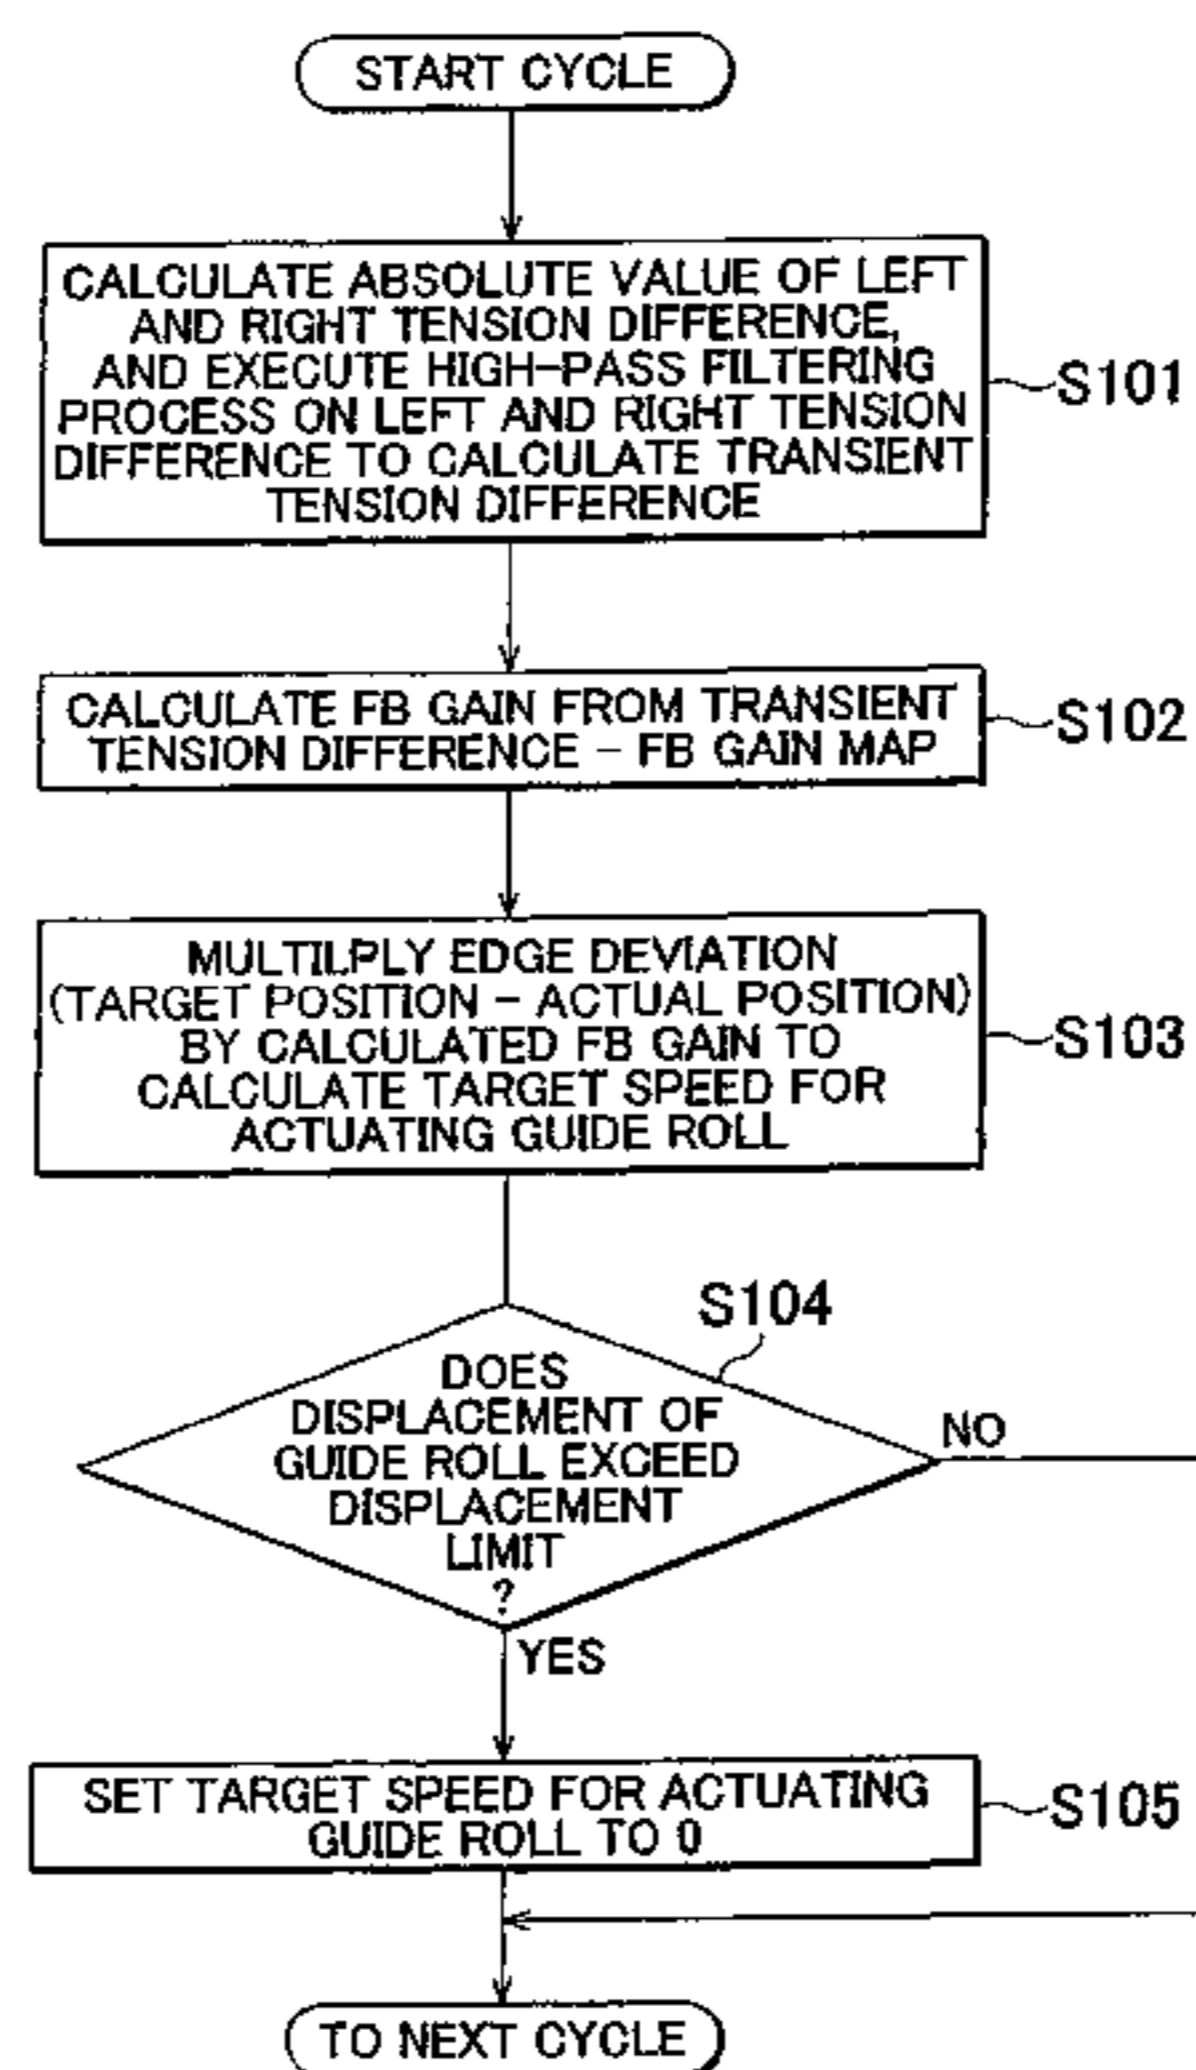 START CYCLE
CALCULATE ABSOLUTE VALUE OF LEFT
AND RIGHT TENSION DIFFERENCE,
AND EXECUTE HIGH-PASS FILTERING
PROCESS ON LEFT AND RIGHT TENSION
DIFFERENCE TO CALCULATE TRANSIENT
TENSION DIFFERENCE
S101
CALCULATE FB GAIN FROM TRANSIENT
TENSION DIFFERENCE - FB GAIN MAP
S102
MULTILPLY EDGE DEVIATION
(TARGET POSITION - ACTUAL POSITION)
BY CALCULATED FB GAIN TO
CALCULATE TARGET SPEED FOR
ACTUATING GUIDE ROLL
S103
S104
DOES
DISPLACEMENT OF
GUIDE ROLL EXCEED
DISPLACEMENT
LIMIT
?
NO
YES
SET TARGET SPEED FOR ACTUATING
GUIDE ROLL TO 0
S105
TO NEXT CYCLE